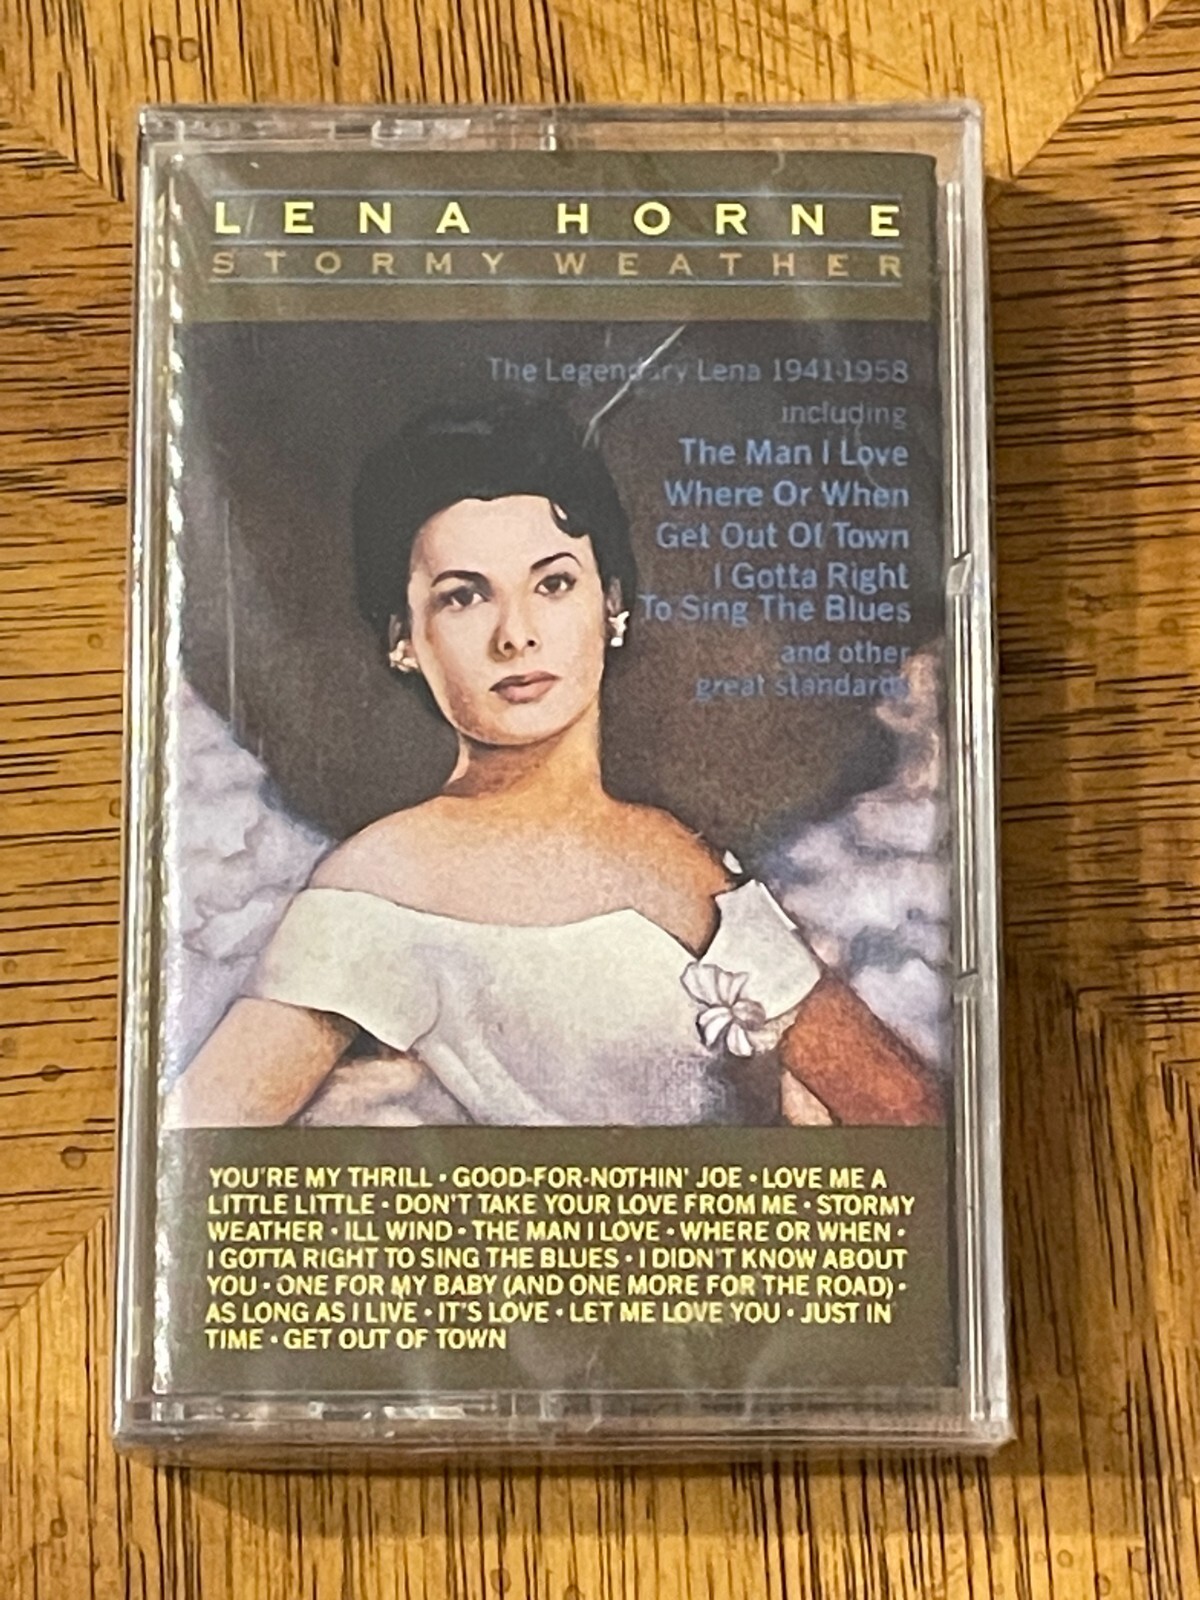 LENA HORNE
STORMY WEATHER
The Legendary Lena 1941-1958
including
The Man I Love
Where Or When
Get Out Of Town
I Gotta Right
To Sing The Blues
and other
great standards
YOU'RE MY THRILL • GOOD-FOR-NOTHIN' JOE • LOVE ME A
LITTLE LITTLE • DON'T TAKE YOUR LOVE FROM ME • STORMY
WEATHER • ILL WIND • THE MAN I LOVE • WHERE OR WHEN •
I GOTTA RIGHT TO SING THE BLUES • I DIDN'T KNOW ABOUT
YOU • ONE FOR MY BABY (AND ONE MORE FOR THE ROAD) •
AS LONG AS I LIVE • IT'S LOVE • LET ME LOVE YOU • JUST IN
TIME • GET OUT OF TOWN